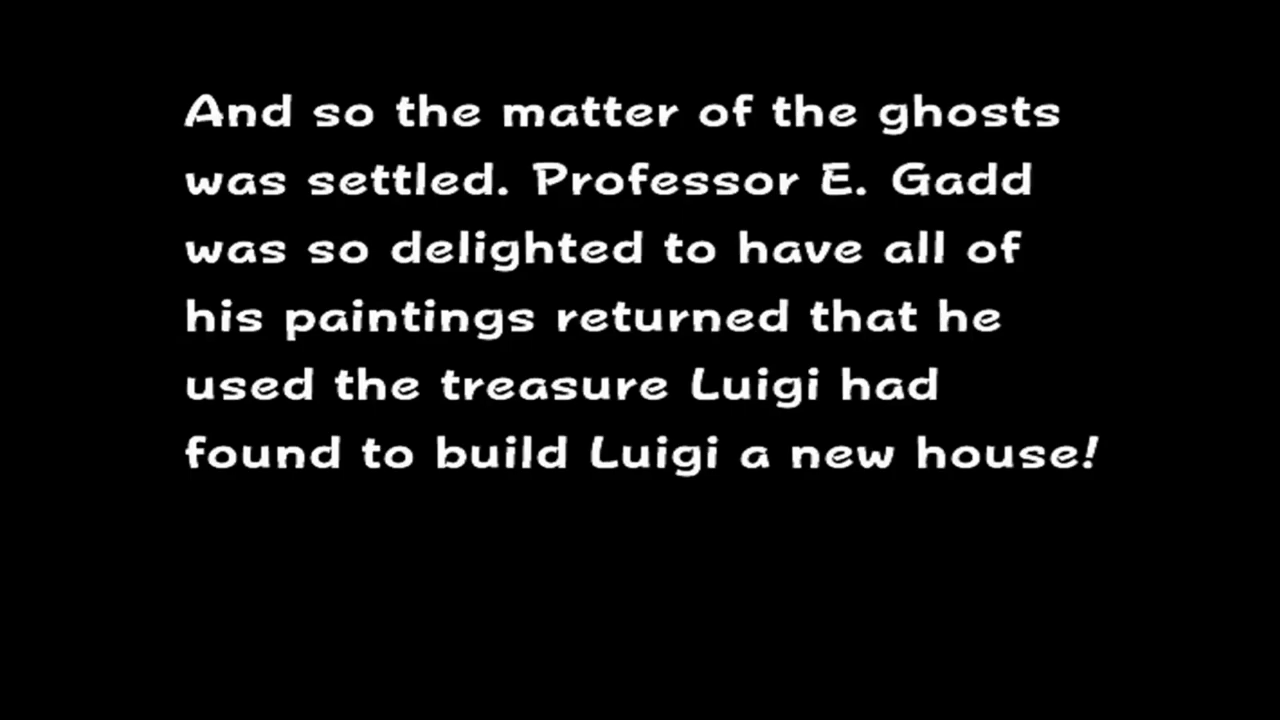 And so the matter of the ghosts
was settled. Professor E. Gadd
was so delighted to have all of
his paintings returned that he
used the treasure Luigi had
found to build Luigi a new house!